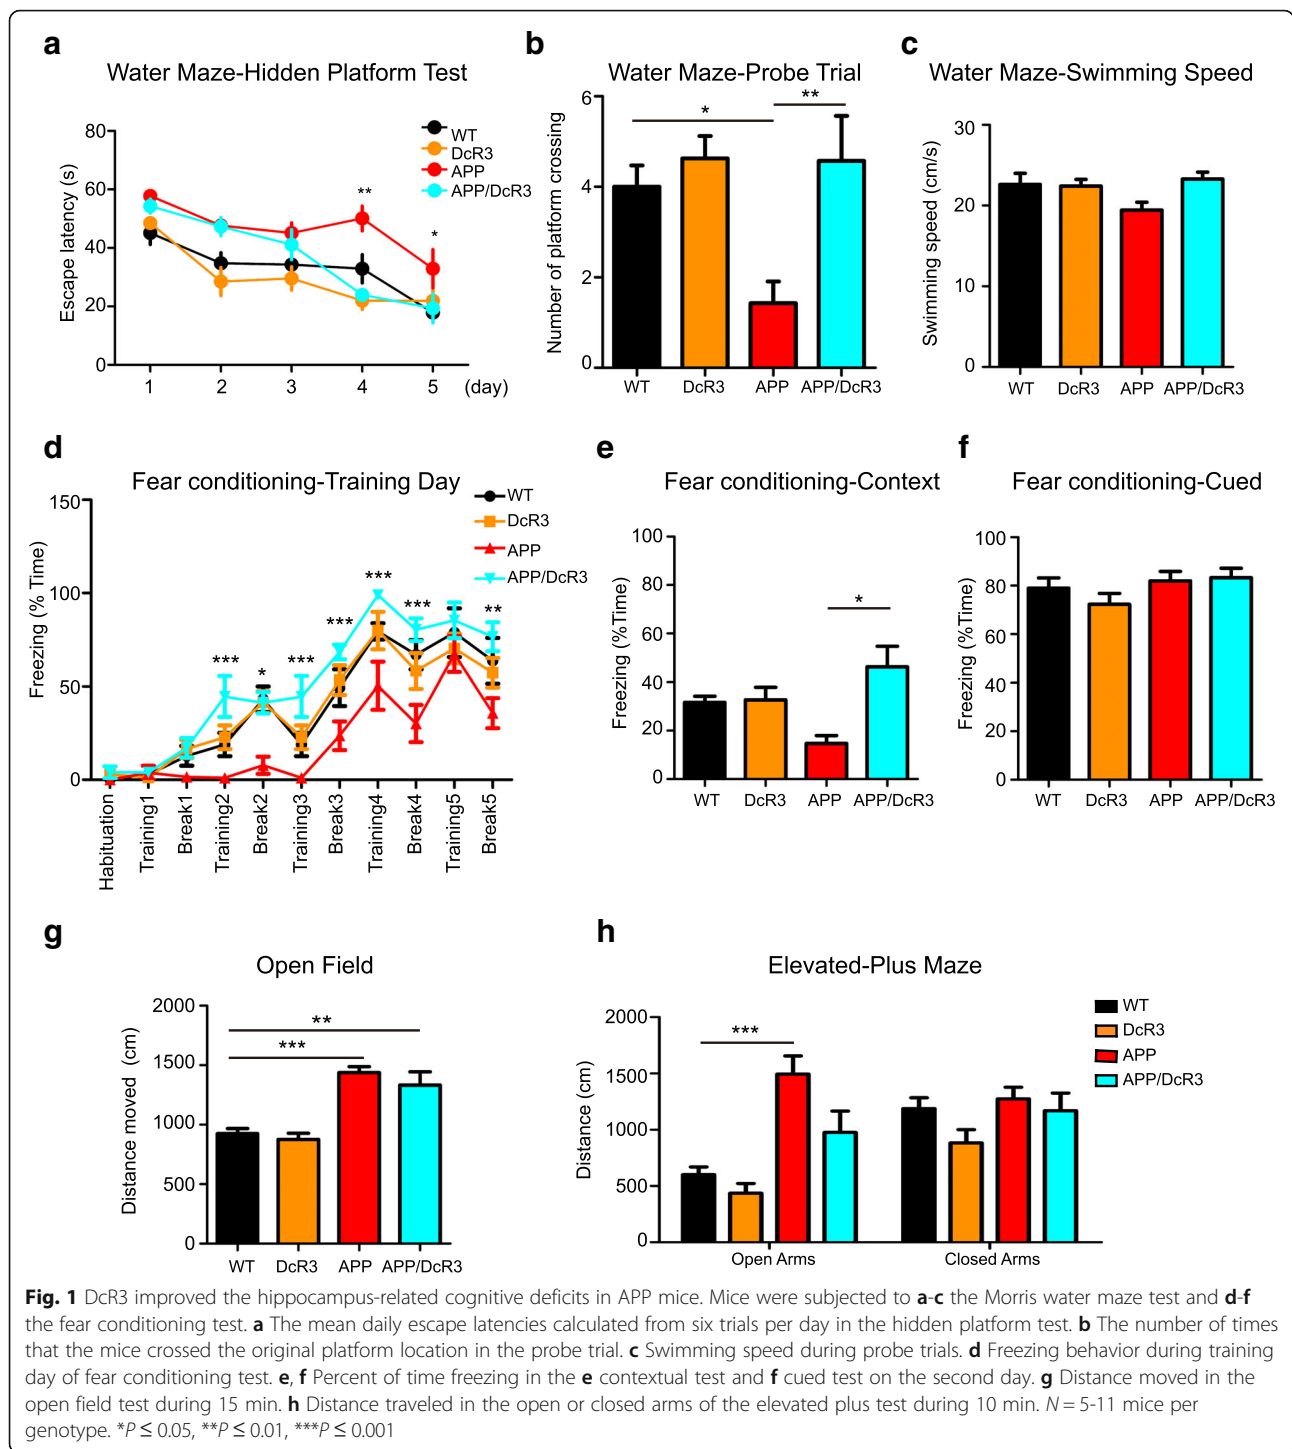 a
Water Maze-Hidden Platform Test
Escape latency (s)
80
60
40
20
0
1 2 3 4 5 (day)
**
*
WT
DcR3
APP
APP/DcR3
b
Water Maze-Probe Trial
Number of platform crossing
6
4
2
0
*
**
WT DcR3 APP APP/DcR3
c
Water Maze-Swimming Speed
Swimming speed (cm/s)
30
20
10
0
WT DcR3 APP APP/DcR3
d
Fear conditioning-Training Day
Freezing (% Time)
150
100
50
0
***
*
***
***
***
***
**
WT
DcR3
APP
APP/DcR3
Habituation
Training1
Break1
Training2
Break2
Training3
Break3
Training4
Break4
Training5
Break5
e
Fear conditioning-Context
Freezing (%Time)
100
80
60
40
20
0
*
WT DcR3 APP APP/DcR3
f
Fear conditioning-Cued
Freezing (%Time)
100
80
60
40
20
0
WT DcR3 APP APP/DcR3
g
Open Field
Distance moved (cm)
2000
1500
1000
500
0
**
***
WT DcR3 APP APP/DcR3
h
Elevated-Plus Maze
Distance (cm)
2000
1500
1000
500
0
***
Open Arms Closed Arms
WT
DcR3
APP
APP/DcR3
Fig. 1 DcR3 improved the hippocampus-related cognitive deficits in APP mice. Mice were subjected to a-c the Morris water maze test and d-f
the fear conditioning test. a The mean daily escape latencies calculated from six trials per day in the hidden platform test. b The number of times
that the mice crossed the original platform location in the probe trial. c Swimming speed during probe trials. d Freezing behavior during training
day of fear conditioning test. e, f Percent of time freezing in the e contextual test and f cued test on the second day. g Distance moved in the
open field test during 15 min. h Distance traveled in the open or closed arms of the elevated plus test during 10 min. N = 5-11 mice per
genotype. *P ≤ 0.05, **P ≤ 0.01, ***P ≤ 0.001